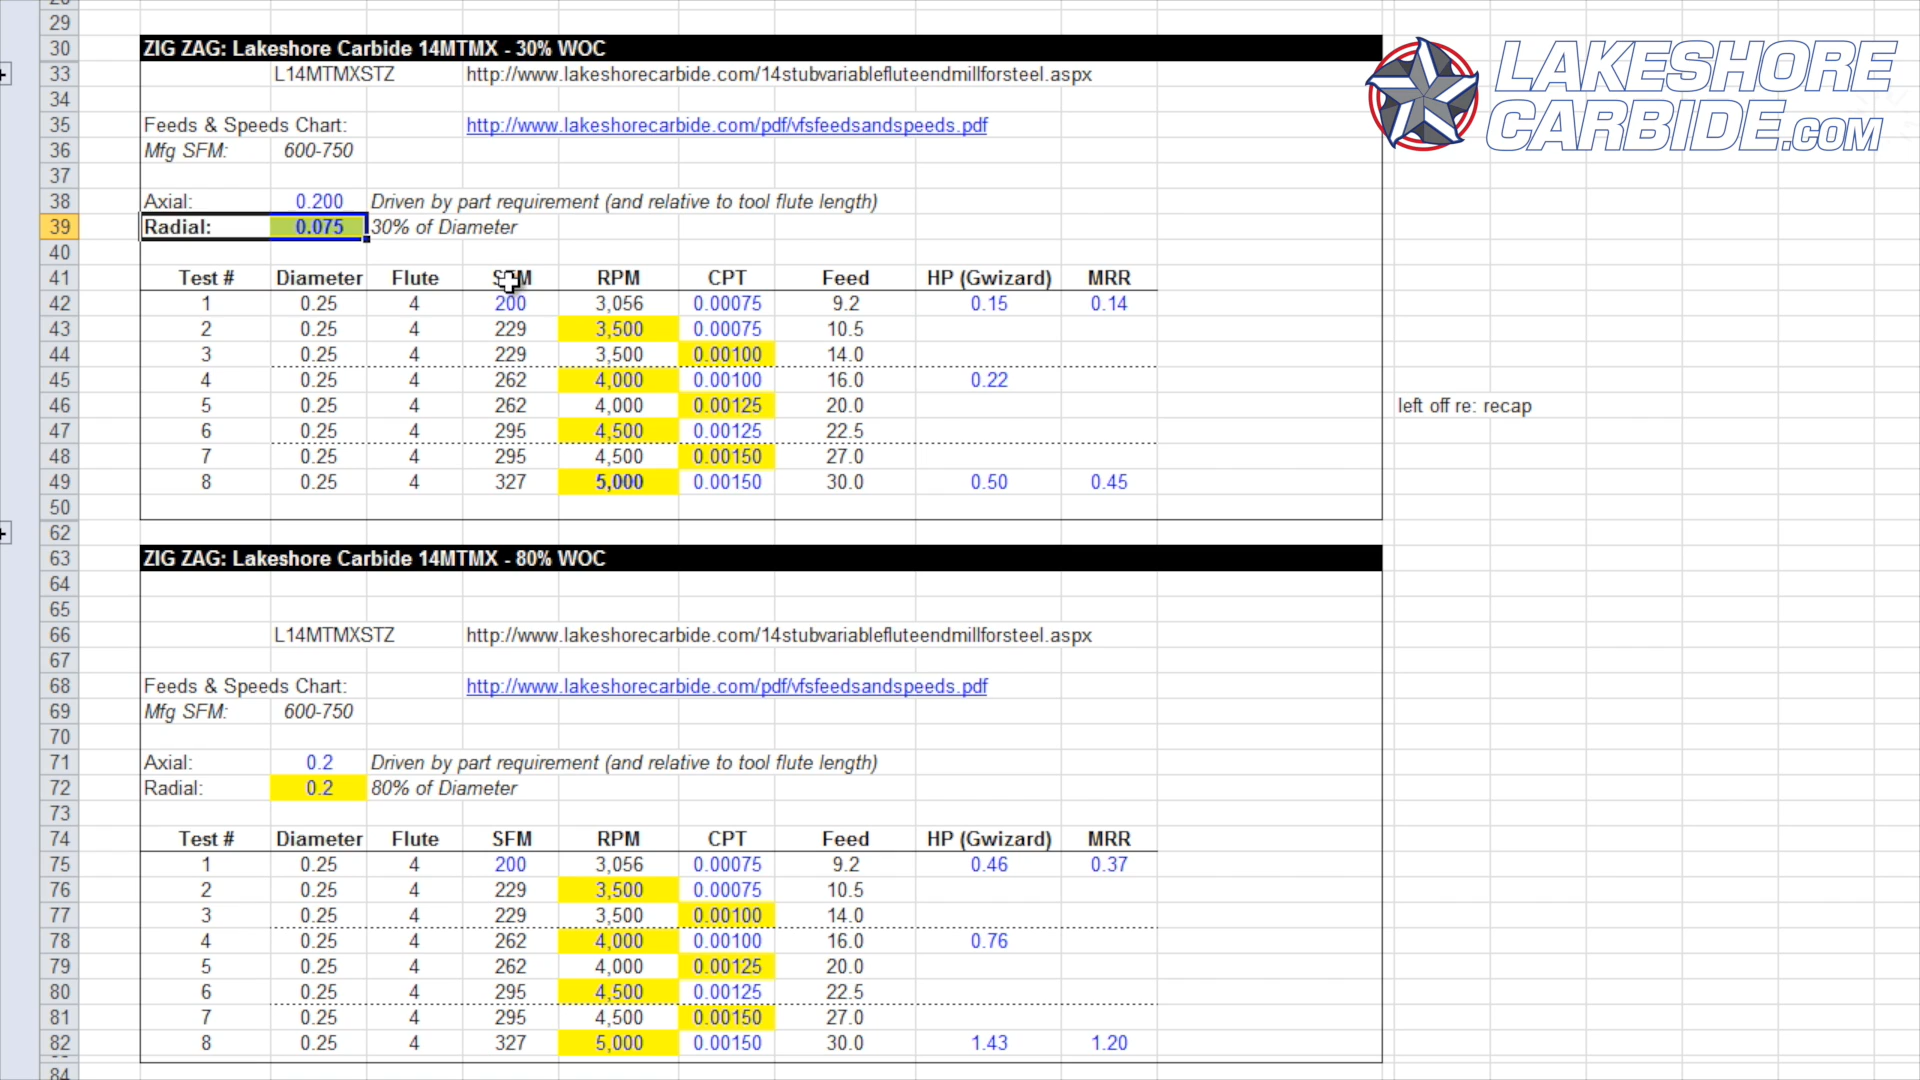 29
30 ZIG ZAG: Lakeshore Carbide 14MTMX - 30% WOC
LAKESHORE CARBIDE.COM
33 L14MTMXSTZ http://www.lakeshorecarbide.com/14stubvariablefluteendmillforsteel.aspx
34
35 Feeds & Speeds Chart: http://www.lakeshorecarbide.com/pdf/vfsfeedsandspeeds.pdf
36 Mfg SFM: 600-750
37
38 Axial: 0.200 Driven by part requirement (and relative to tool flute length)
39 Radial: 0.075 30% of Diameter
40
41 Test # Diameter Flute SFM RPM CPT Feed HP (Gwizard) MRR
42 1 0.25 4 200 3,056 0.00075 9.2 0.15 0.14
43 2 0.25 4 229 3,500 0.00075 10.5
44 3 0.25 4 229 3,500 0.00100 14.0
45 4 0.25 4 262 4,000 0.00100 16.0 0.22
46 5 0.25 4 262 4,000 0.00125 20.0 left off re: recap
47 6 0.25 4 295 4,500 0.00125 22.5
48 7 0.25 4 295 4,500 0.00150 27.0
49 8 0.25 4 327 5,000 0.00150 30.0 0.50 0.45
50
62
63 ZIG ZAG: Lakeshore Carbide 14MTMX - 80% WOC
64
65
66 L14MTMXSTZ http://www.lakeshorecarbide.com/14stubvariablefluteendmillforsteel.aspx
67
68 Feeds & Speeds Chart: http://www.lakeshorecarbide.com/pdf/vfsfeedsandspeeds.pdf
69 Mfg SFM: 600-750
70
71 Axial: 0.2 Driven by part requirement (and relative to tool flute length)
72 Radial: 0.2 80% of Diameter
73
74 Test # Diameter Flute SFM RPM CPT Feed HP (Gwizard) MRR
75 1 0.25 4 200 3,056 0.00075 9.2 0.46 0.37
76 2 0.25 4 229 3,500 0.00075 10.5
77 3 0.25 4 229 3,500 0.00100 14.0
78 4 0.25 4 262 4,000 0.00100 16.0 0.76
79 5 0.25 4 262 4,000 0.00125 20.0
80 6 0.25 4 295 4,500 0.00125 22.5
81 7 0.25 4 295 4,500 0.00150 27.0
82 8 0.25 4 327 5,000 0.00150 30.0 1.43 1.20
84